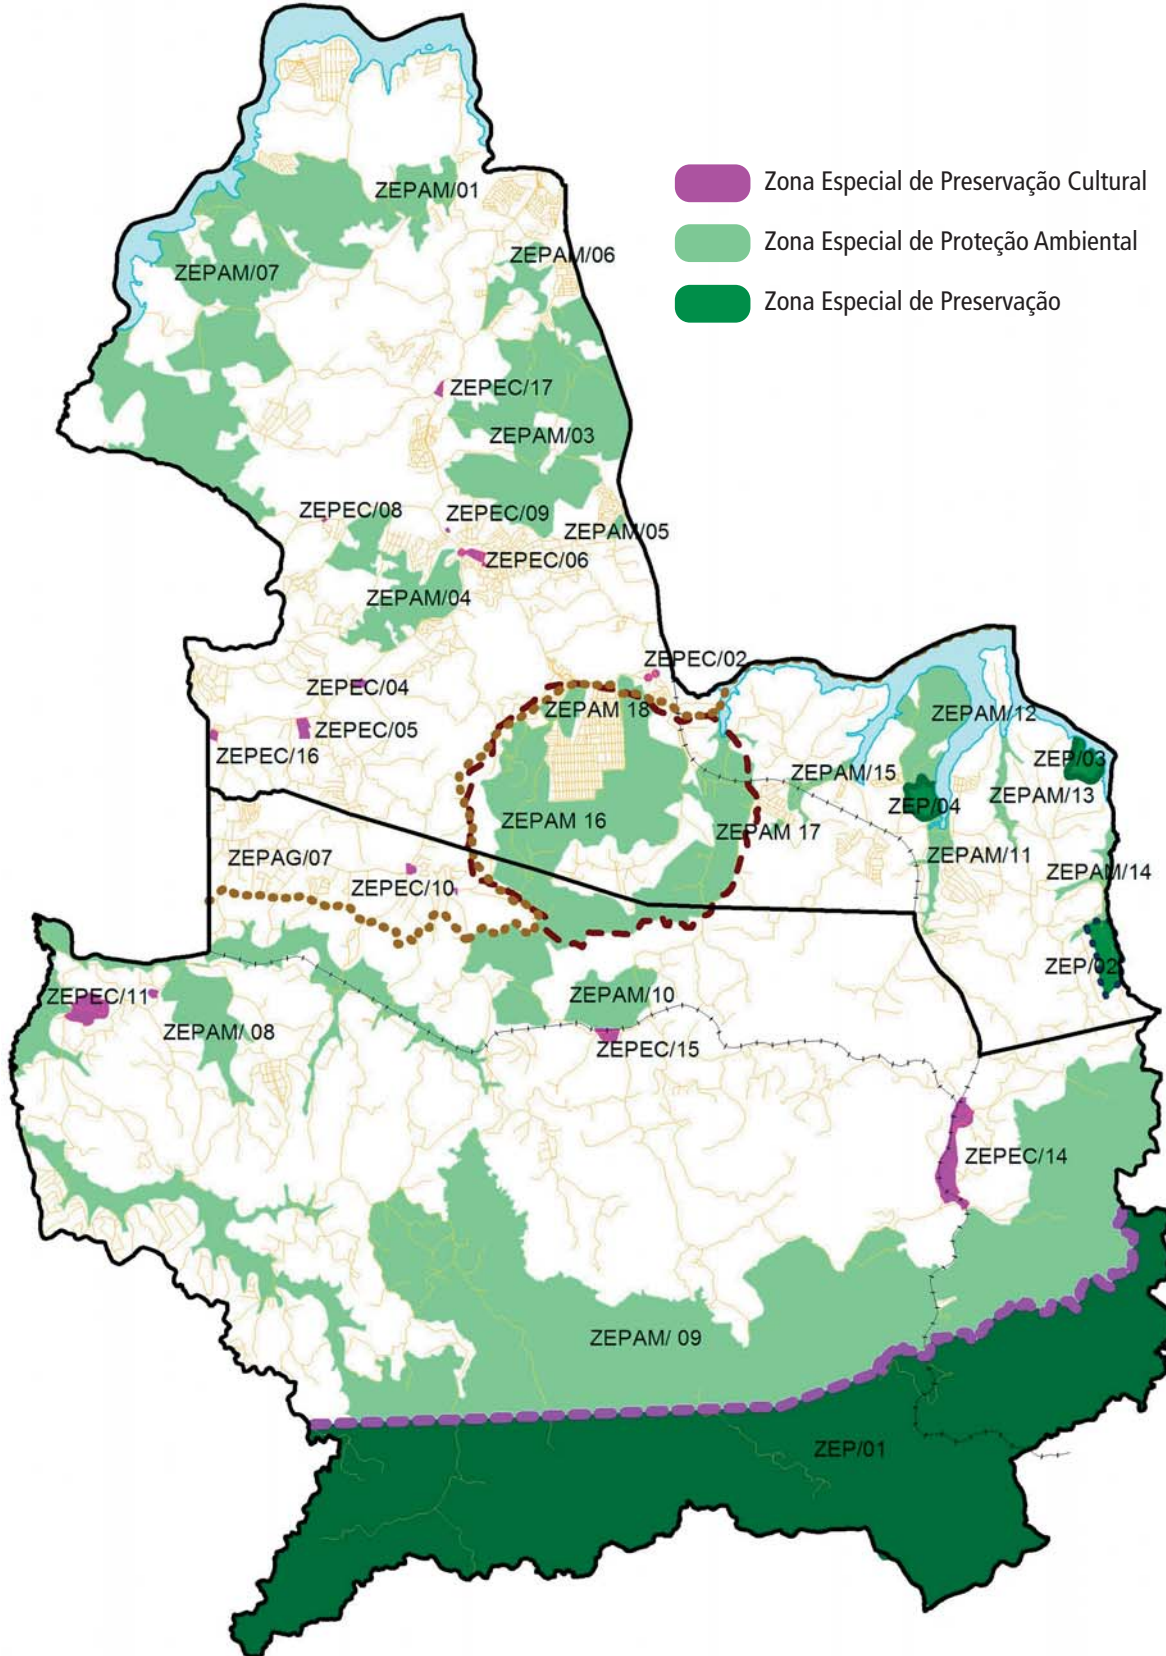 Zona Especial de Preservação Cultural
Zona Especial de Proteção Ambiental
Zona Especial de Preservação
ZEPAM/01
ZEPAM/06
ZEPAM/07
ZEPEC/17
ZEPAM/03
ZEPEC/08
ZEPEC/09
ZEPAM/05
ZEPEC/06
ZEPAM/04
ZEPEC/02
ZEPEC/04
ZEPAM 18
ZEPAM/12
ZEPEC/05
ZEPEC/16
ZEP/03
ZEPAM/15
ZEPAM/13
ZEP/04
ZEPAM 16
ZEPAM 17
ZEPAG/07
ZEPAM/11
ZEPAM/14
ZEPEC/10
ZEP/02
ZEPEC/11
ZEPAM/10
ZEPAM/ 08
ZEPEC/15
ZEPEC/14
ZEPAM/ 09
ZEP/01